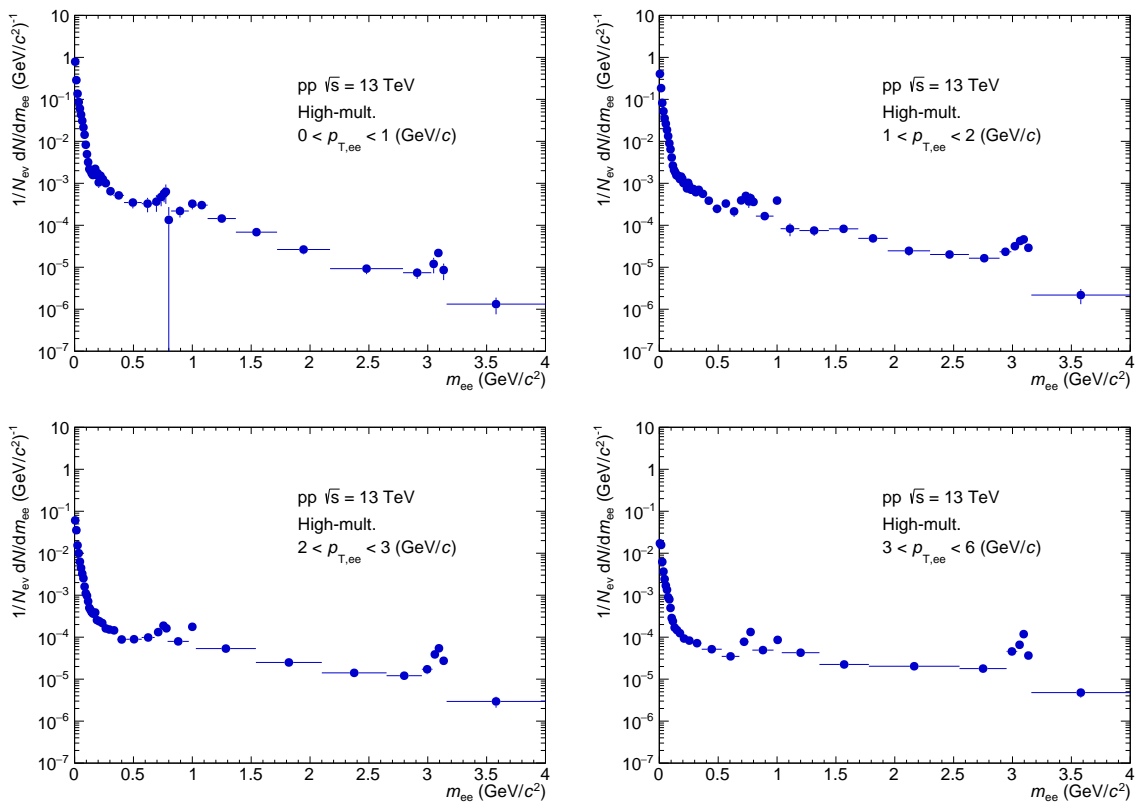 1/N_ev dN/dm_ee (GeV/c²)⁻¹
10
1
10⁻¹
10⁻²
10⁻³
10⁻⁴
10⁻⁵
10⁻⁶
10⁻⁷
pp √s = 13 TeV
High-mult.
0 < p_T,ee < 1 (GeV/c)
0 0.5 1 1.5 2 2.5 3 3.5 4
m_ee (GeV/c²)
1/N_ev dN/dm_ee (GeV/c²)⁻¹
10
1
10⁻¹
10⁻²
10⁻³
10⁻⁴
10⁻⁵
10⁻⁶
10⁻⁷
pp √s = 13 TeV
High-mult.
1 < p_T,ee < 2 (GeV/c)
0 0.5 1 1.5 2 2.5 3 3.5 4
m_ee (GeV/c²)
1/N_ev dN/dm_ee (GeV/c²)⁻¹
10
1
10⁻¹
10⁻²
10⁻³
10⁻⁴
10⁻⁵
10⁻⁶
10⁻⁷
pp √s = 13 TeV
High-mult.
2 < p_T,ee < 3 (GeV/c)
0 0.5 1 1.5 2 2.5 3 3.5 4
m_ee (GeV/c²)
1/N_ev dN/dm_ee (GeV/c²)⁻¹
10
1
10⁻¹
10⁻²
10⁻³
10⁻⁴
10⁻⁵
10⁻⁶
10⁻⁷
pp √s = 13 TeV
High-mult.
3 < p_T,ee < 6 (GeV/c)
0 0.5 1 1.5 2 2.5 3 3.5 4
m_ee (GeV/c²)